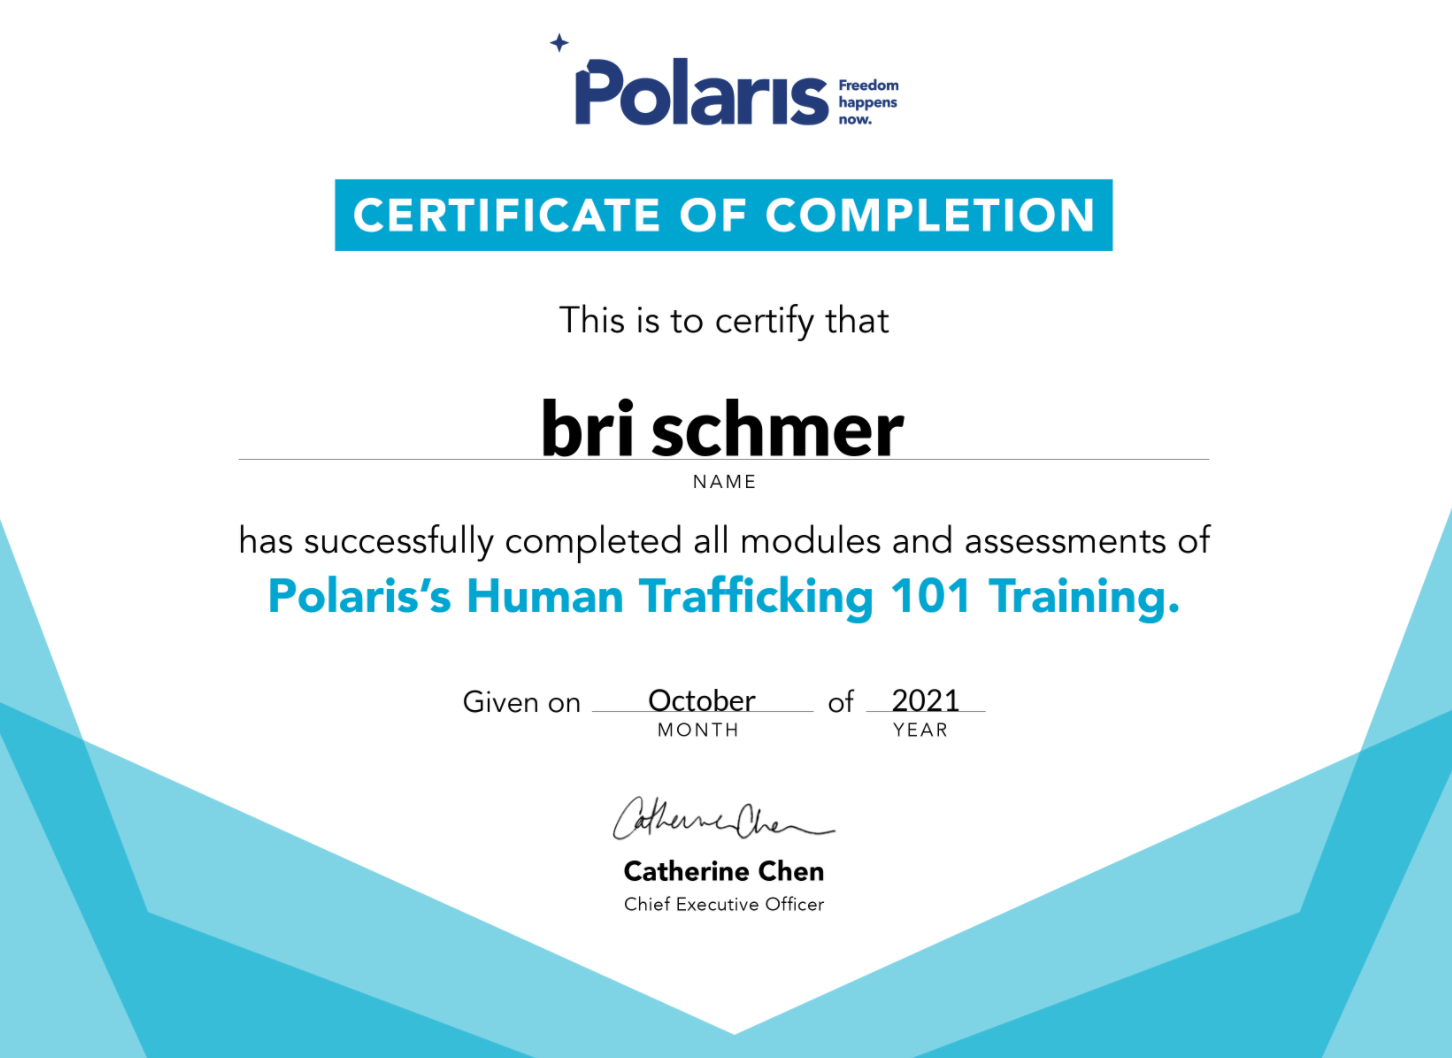 Polaris
Freedom
happens
now.
CERTIFICATE OF COMPLETION
This is to certify that
bri schmer
NAME
has successfully completed all modules and assessments of
Polaris’s Human Trafficking 101 Training.
Given on October of 2021
MONTH YEAR
Catherine Chen
Catherine Chen
Chief Executive Officer